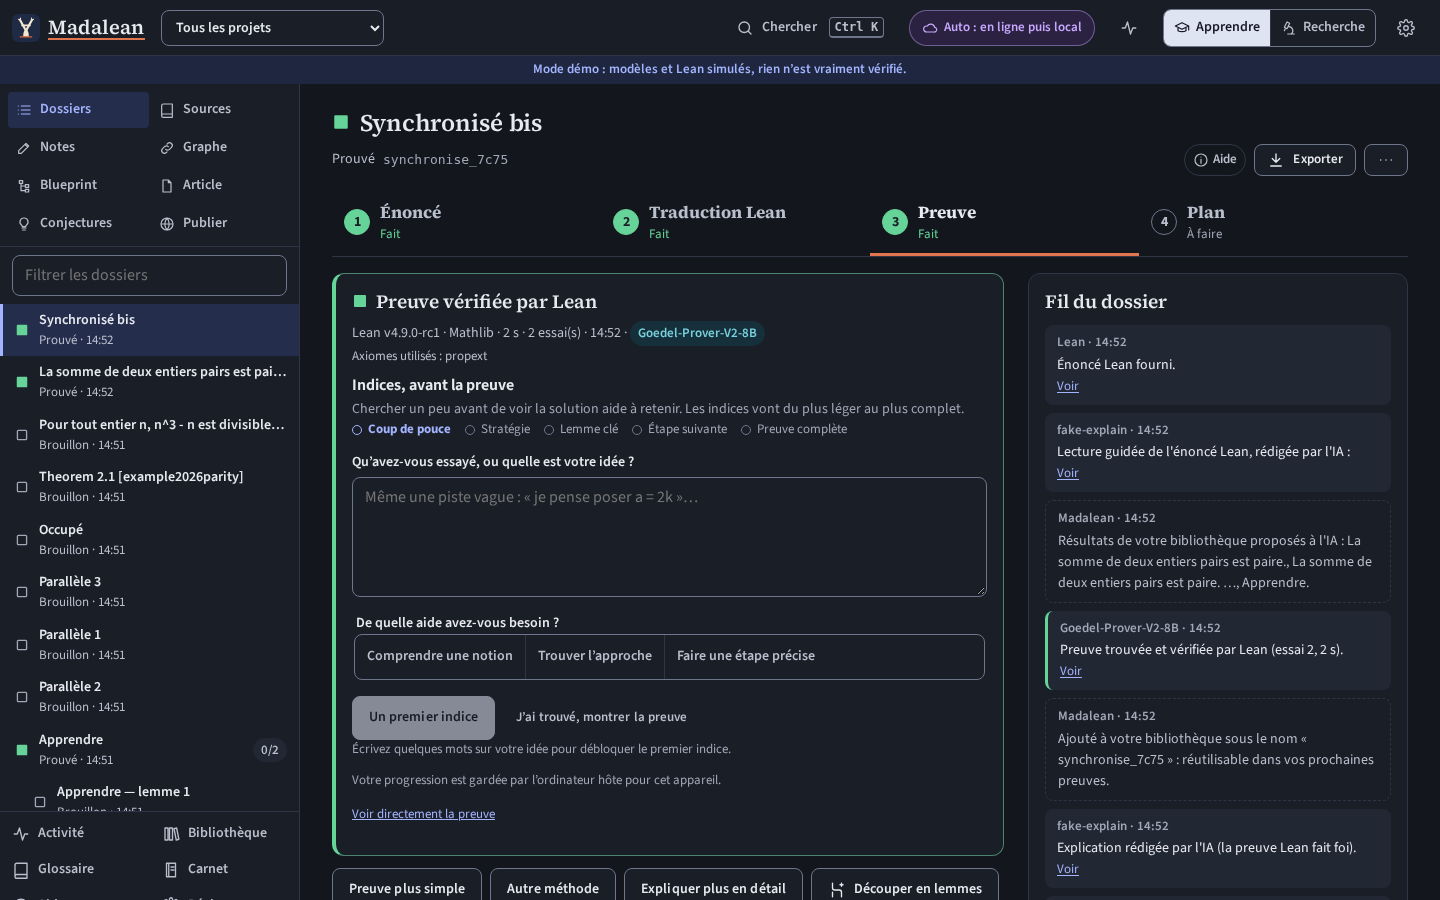 Madalean
Tous les projets
Chercher Ctrl K
Auto : en ligne puis local
Apprendre
Recherche
Mode démo : modèles et Lean simulés, rien n’est vraiment vérifié.
Dossiers
Sources
Notes
Graphe
Blueprint
Article
Conjectures
Publier
Filtrer les dossiers
Synchronisé bis
Prouvé · 14:52
La somme de deux entiers pairs est pai…
Prouvé · 14:52
Pour tout entier n, n^3 - n est divisible…
Brouillon · 14:51
Theorem 2.1 [example2026parity]
Brouillon · 14:51
Occupé
Brouillon · 14:51
Parallèle 3
Brouillon · 14:51
Parallèle 1
Brouillon · 14:51
Parallèle 2
Brouillon · 14:51
Apprendre
Prouvé · 14:51
0/2
Apprendre — lemme 1
Brouillon · 14:51
Activité
Bibliothèque
Glossaire
Carnet
Synchronisé bis
Prouvé synchronise_7c75
Aide
Exporter
...
1 Énoncé
Fait
2 Traduction Lean
Fait
3 Preuve
Fait
4 Plan
À faire
Preuve vérifiée par Lean
Lean v4.9.0-rc1 · Mathlib · 2 s · 2 essai(s) · 14:52 · Goedel-Prover-V2-8B
Axiomes utilisés : propext
Indices, avant la preuve
Chercher un peu avant de voir la solution aide à retenir. Les indices vont du plus léger au plus complet.
Coup de pouce Stratégie Lemme clé Étape suivante Preuve complète
Qu’avez-vous essayé, ou quelle est votre idée ?
Même une piste vague : « je pense poser a = 2k »…
De quelle aide avez-vous besoin ?
Comprendre une notion
Trouver l’approche
Faire une étape précise
Un premier indice
J’ai trouvé, montrer la preuve
Écrivez quelques mots sur votre idée pour débloquer le premier indice.
Votre progression est gardée par l’ordinateur hôte pour cet appareil.
Voir directement la preuve
Preuve plus simple
Autre méthode
Expliquer plus en détail
Découper en lemmes
Fil du dossier
Lean · 14:52
Énoncé Lean fourni.
Voir
fake-explain · 14:52
Lecture guidée de l'énoncé Lean, rédigée par l'IA :
Voir
Madalean · 14:52
Résultats de votre bibliothèque proposés à l'IA : La
somme de deux entiers pairs est paire., La somme de
deux entiers pairs est paire. …, Apprendre.
Goedel-Prover-V2-8B · 14:52
Preuve trouvée et vérifiée par Lean (essai 2, 2 s).
Voir
Madalean · 14:52
Ajouté à votre bibliothèque sous le nom «
synchronise_7c75 » : réutilisable dans vos prochaines
preuves.
fake-explain · 14:52
Explication rédigée par l'IA (la preuve Lean fait foi).
Voir